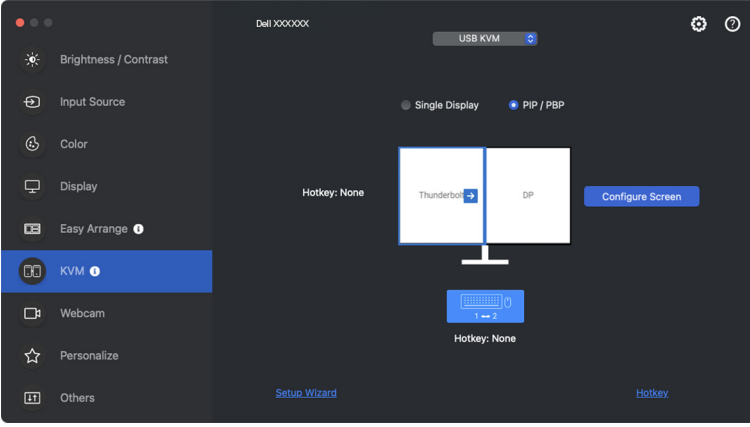 Dell XXXXXX
USB KVM
Brightness / Contrast
Input Source
Color
Display
Easy Arrange
KVM
Webcam
Personalize
Others
Single Display
PIP / PBP
Hotkey: None
Thunderbolt
DP
Configure Screen
1 2
Hotkey: None
Setup Wizard
Hotkey